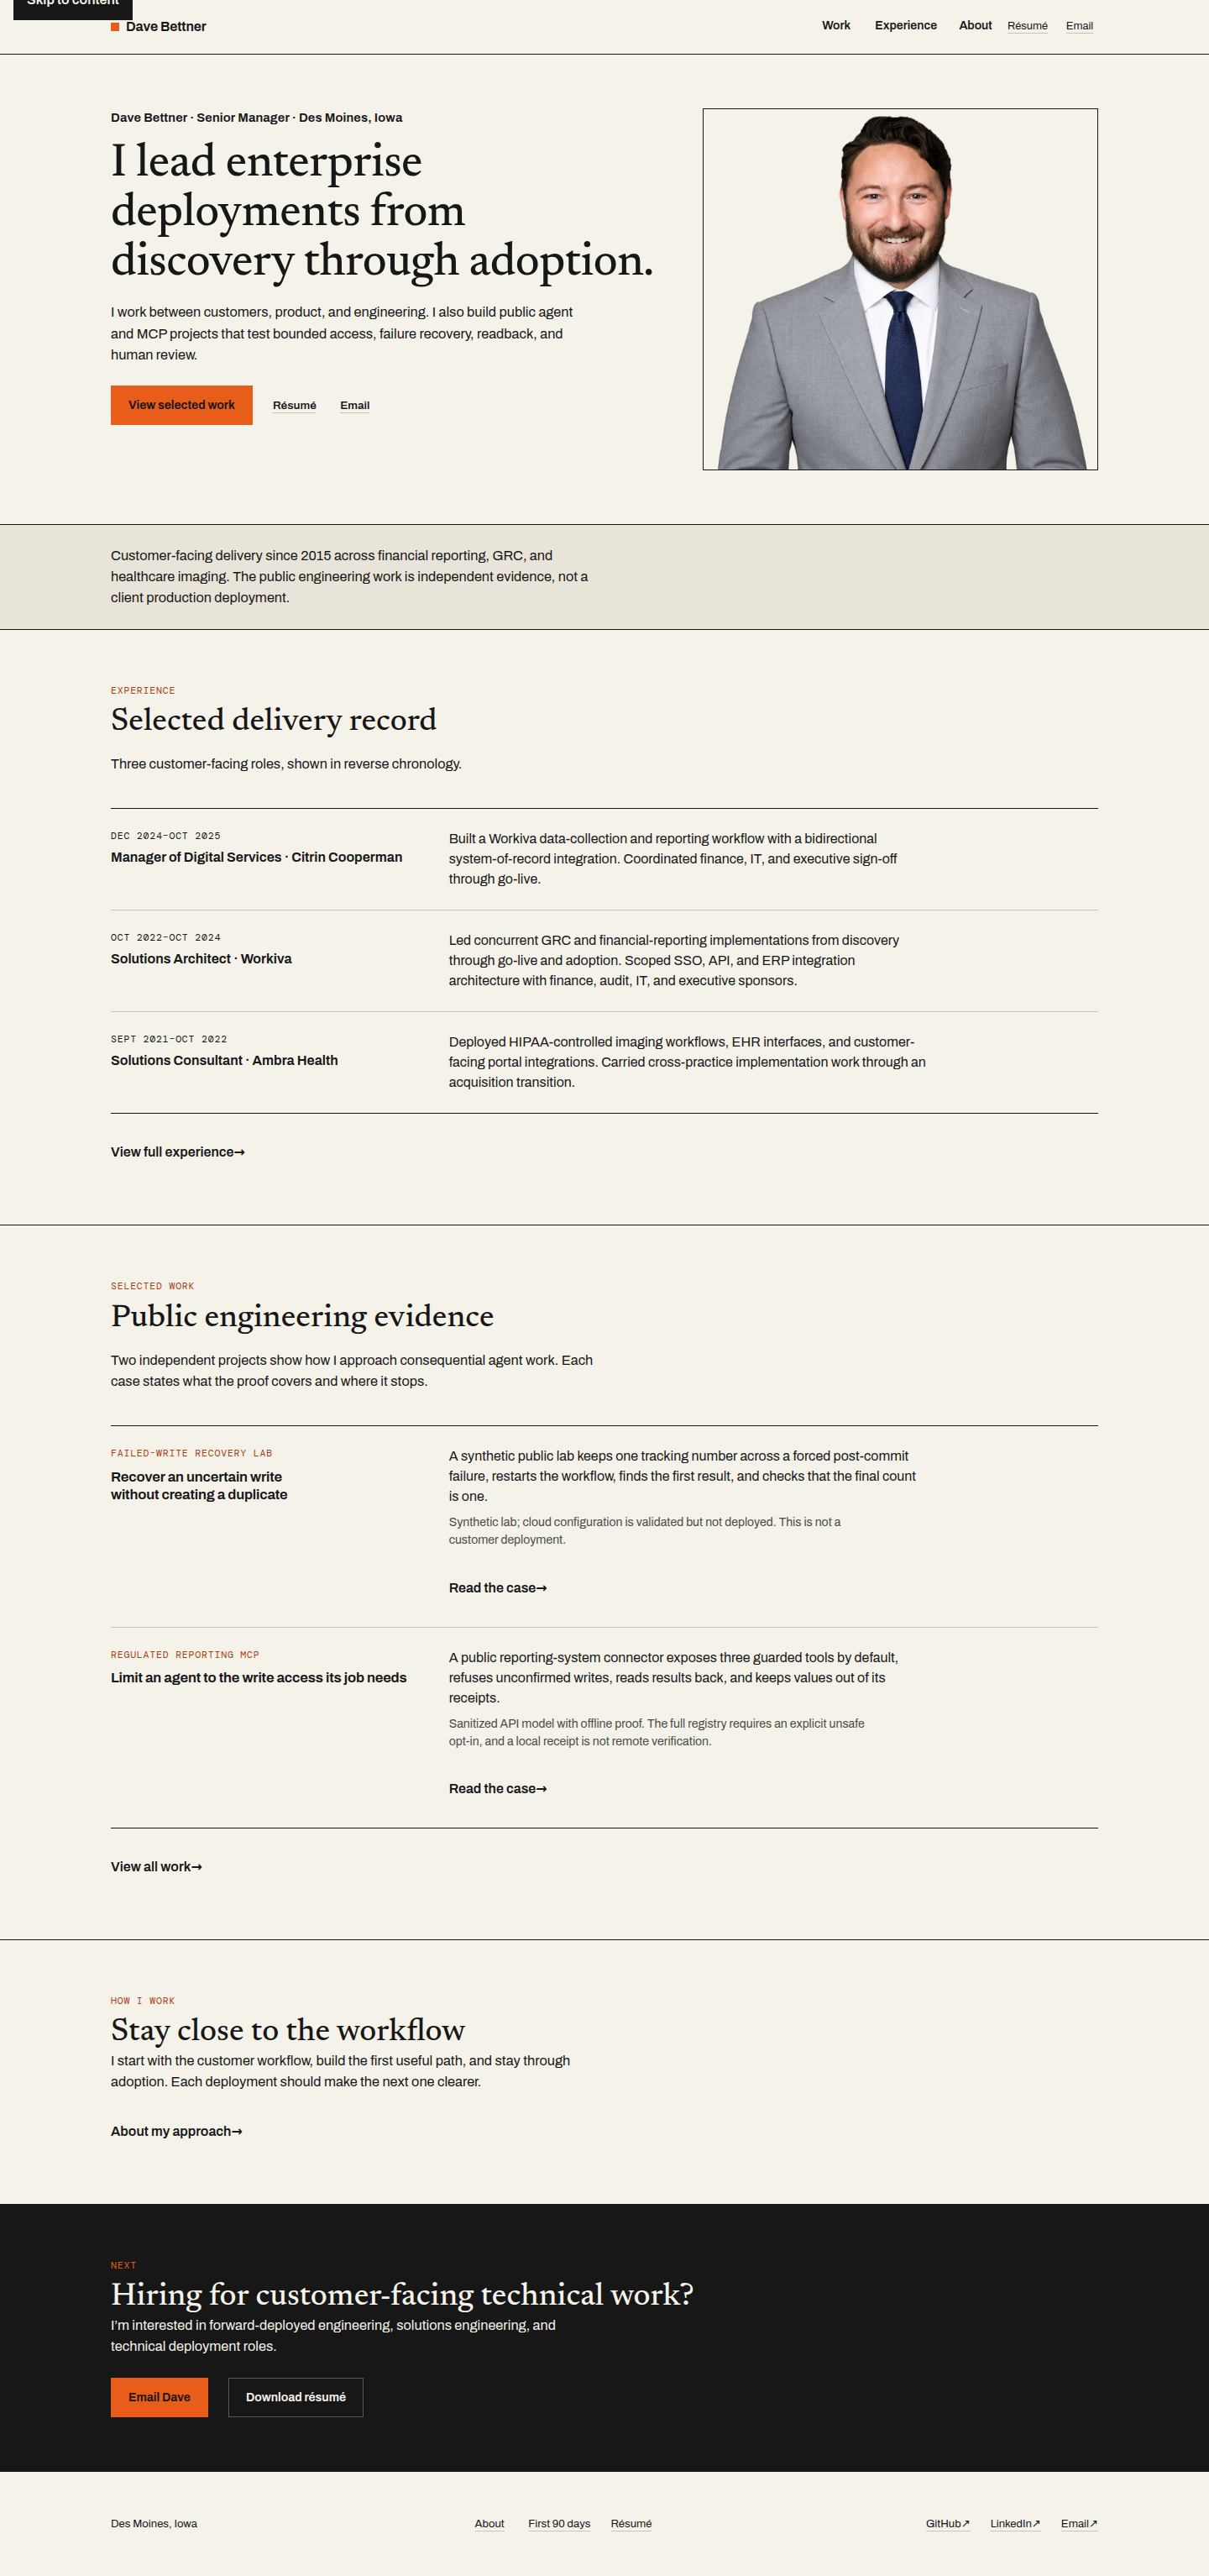 Skip to content
Dave Bettner
Work Experience About Résumé Email
Dave Bettner · Senior Manager · Des Moines, Iowa
I lead enterprise
deployments from
discovery through adoption.
I work between customers, product, and engineering. I also build public agent
and MCP projects that test bounded access, failure recovery, readback, and
human review.
View selected work Résumé Email
Customer-facing delivery since 2015 across financial reporting, GRC, and
healthcare imaging. The public engineering work is independent evidence, not a
client production deployment.
EXPERIENCE
Selected delivery record
Three customer-facing roles, shown in reverse chronology.
DEC 2024–OCT 2025
Manager of Digital Services · Citrin Cooperman
Built a Workiva data-collection and reporting workflow with a bidirectional
system-of-record integration. Coordinated finance, IT, and executive sign-off
through go-live.
OCT 2022–OCT 2024
Solutions Architect · Workiva
Led concurrent GRC and financial-reporting implementations from discovery
through go-live and adoption. Scoped SSO, API, and ERP integration
architecture with finance, audit, IT, and executive sponsors.
SEPT 2021–OCT 2022
Solutions Consultant · Ambra Health
Deployed HIPAA-controlled imaging workflows, EHR interfaces, and customer-
facing portal integrations. Carried cross-practice implementation work through an
acquisition transition.
View full experience→
SELECTED WORK
Public engineering evidence
Two independent projects show how I approach consequential agent work. Each
case states what the proof covers and where it stops.
FAILED-WRITE RECOVERY LAB
Recover an uncertain write
without creating a duplicate
A synthetic public lab keeps one tracking number across a forced post-commit
failure, restarts the workflow, finds the first result, and checks that the final count
is one.
Synthetic lab; cloud configuration is validated but not deployed. This is not a
customer deployment.
Read the case→
REGULATED REPORTING MCP
Limit an agent to the write access its job needs
A public reporting-system connector exposes three guarded tools by default,
refuses unconfirmed writes, reads results back, and keeps values out of its
receipts.
Sanitized API model with offline proof. The full registry requires an explicit unsafe
opt-in, and a local receipt is not remote verification.
Read the case→
View all work→
HOW I WORK
Stay close to the workflow
I start with the customer workflow, build the first useful path, and stay through
adoption. Each deployment should make the next one clearer.
About my approach→
NEXT
Hiring for customer-facing technical work?
I'm interested in forward-deployed engineering, solutions engineering, and
technical deployment roles.
Email Dave Download résumé
Des Moines, Iowa About First 90 days Résumé GitHub↗ LinkedIn↗ Email↗